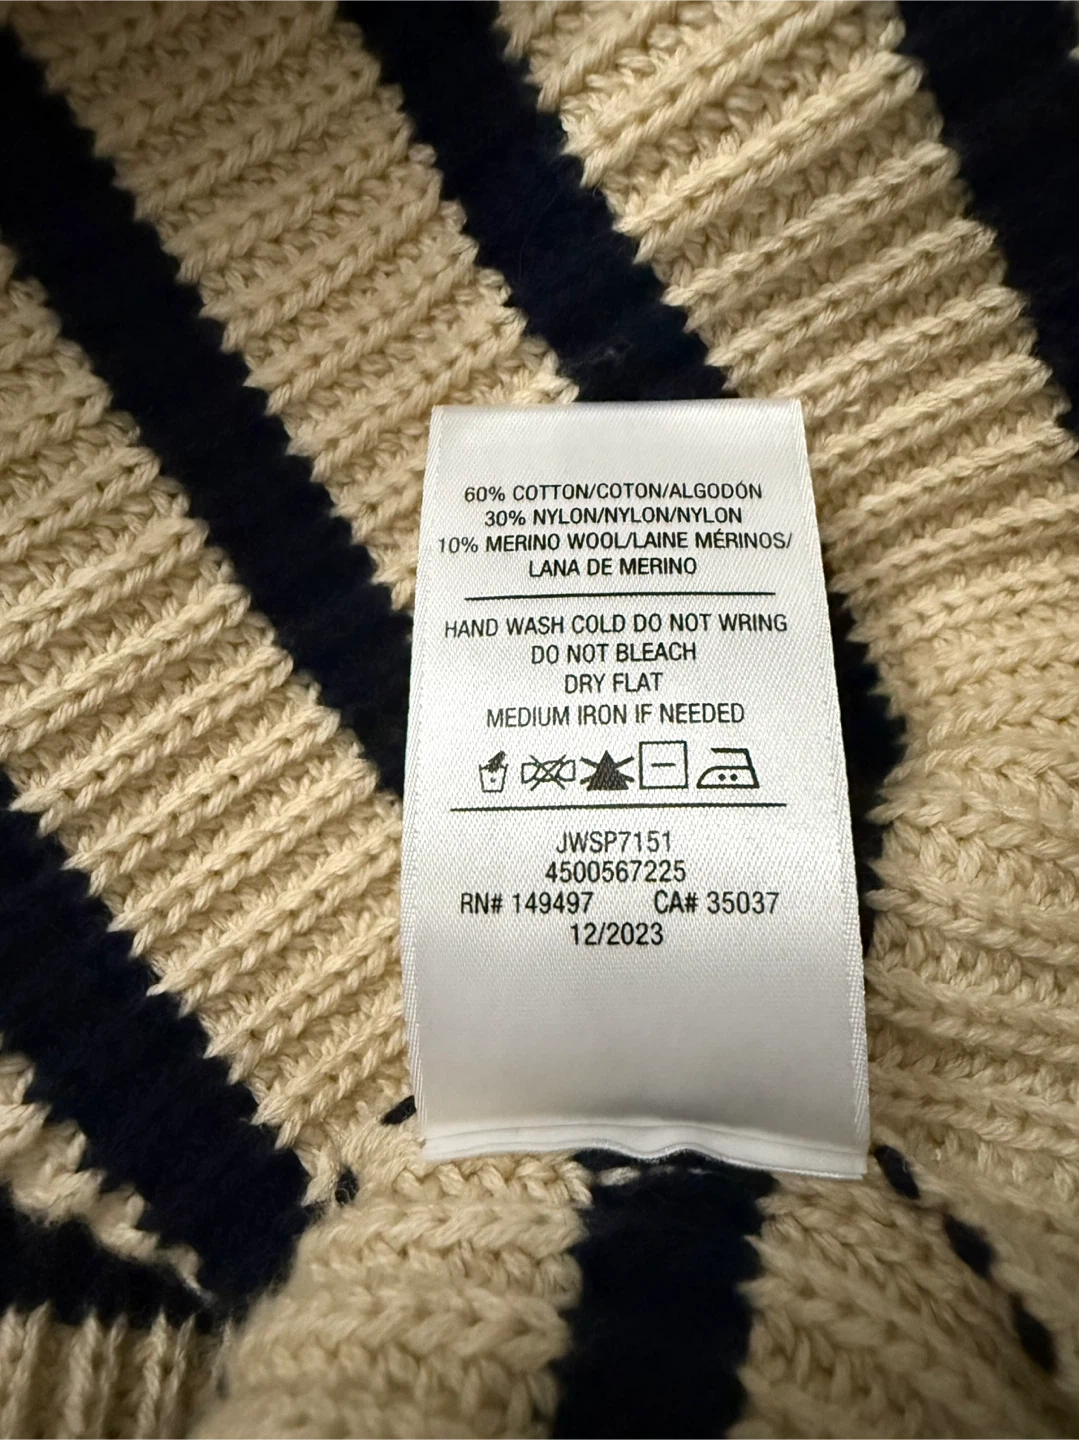 60% COTTON/COTON/ALGODÓN
30% NYLON/NYLON/NYLON
10% MERINO WOOL/LAINE MÉRINOS/
LANA DE MERINO
HAND WASH COLD DO NOT WRING
DO NOT BLEACH
DRY FLAT
MEDIUM IRON IF NEEDED
JWSP7151
4500567225
RN# 149497 CA# 35037
12/2023